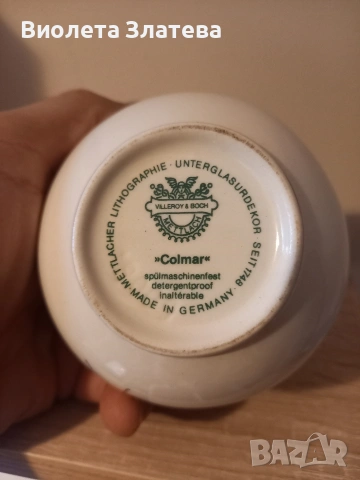 Виолета Златева
METTLACHER LITHOGRAPHIE · UNTERGLASURDEKOR SEIT 1748 · MADE IN GERMANY ·
VILLEROY & BOCH
METTLACH
»Colmar«
spülmaschinenfest
detergentproof
inaltérable
BAZAR